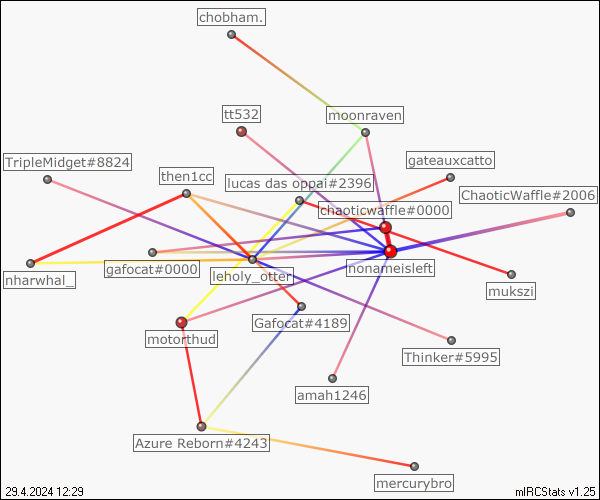 chobham.
tt532
moonraven
TripleMidget#8824
then1cc
gateauxcatto
lucas das oppai#2396
ChaoticWaffle#2006
chaoticwaffle#0000
nharwhal_
gafocat#0000
leholy_otter
nonameisleft
mukszi
motorthud
Gafocat#4189
Thinker#5995
amah1246
Azure Reborn#4243
mercurybro
29.4.2024 12:29
mIRCStats v1.25